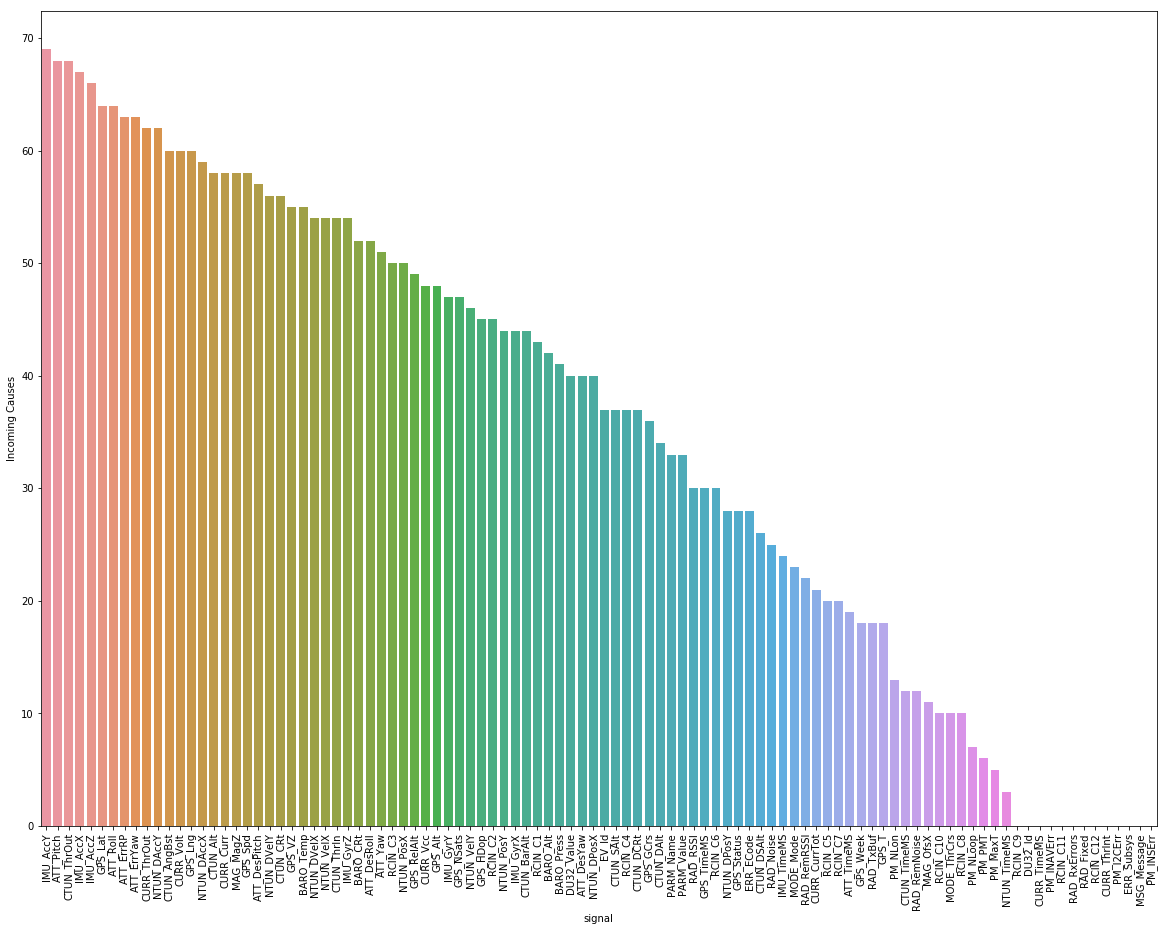 70
60
50
40
30
20
10
0
Incoming Causes
IMU_AccY
ATT_Pitch
CTUN_ThrOut
IMU_AccX
IMU_AccZ
GPS_Lat
ATT_Roll
ATT_ErrRP
ATT_ErrYaw
CURR_ThrOut
NTUN_DAccY
CTUN_AngBst
CURR_Volt
GPS_Lng
NTUN_DAccX
CTUN_Alt
CURR_Curr
MAG_MagZ
GPS_Spd
ATT_DesPitch
NTUN_DVelY
CTUN_CRt
GPS_VZ
BARO_Temp
NTUN_DVelX
NTUN_VelX
CTUN_ThrIn
IMU_GyrZ
BARO_CRt
ATT_DesRoll
ATT_Yaw
RCIN_C3
NTUN_PosX
GPS_RelAlt
CURR_Vcc
GPS_Alt
IMU_GyrY
GPS_NSats
NTUN_VelY
GPS_HDop
RCIN_C2
NTUN_PosY
IMU_GyrX
CTUN_BarAlt
RCIN_C1
BARO_Alt
BARO_Press
DU32_Value
ATT_DesYaw
NTUN_DPosX
EV_Id
CTUN_SAlt
RCIN_C4
CTUN_DCRt
GPS_GCrs
CTUN_DAlt
PARM_Name
PARM_Value
RAD_RSSI
GPS_TimeMS
RCIN_C6
NTUN_DPosY
GPS_Status
ERR_ECode
CTUN_DSAlt
RAD_Noise
IMU_TimeMS
MODE_Mode
RAD_RemRSSI
CURR_CurrTot
RCIN_C5
RCIN_C7
ATT_TimeMS
GPS_Week
RAD_TxBuf
GPS_T
PM_NLon
CTUN_TimeMS
RAD_RemNoise
MAG_OfsX
RCIN_C10
MODE_ThrCrs
RCIN_C8
PM_NLoop
PM_PMT
PM_MaxT
NTUN_TimeMS
RCIN_C9
DU32_Id
CURR_TimeMS
PM_INAVErr
RCIN_C11
RAD_RxErrors
RAD_Fixed
RCIN_C12
CURR_ThrInt
PM_I2CErr
ERR_Subsys
MSG_Message
PM_INSErr
signal